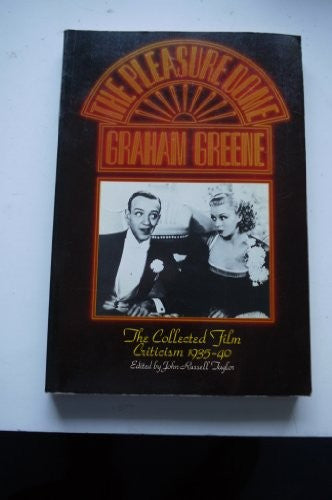 THE PLEASURE DOME
GRAHAM GREENE
The Collected Film
Criticism 1935-40
Edited by John Russell Taylor